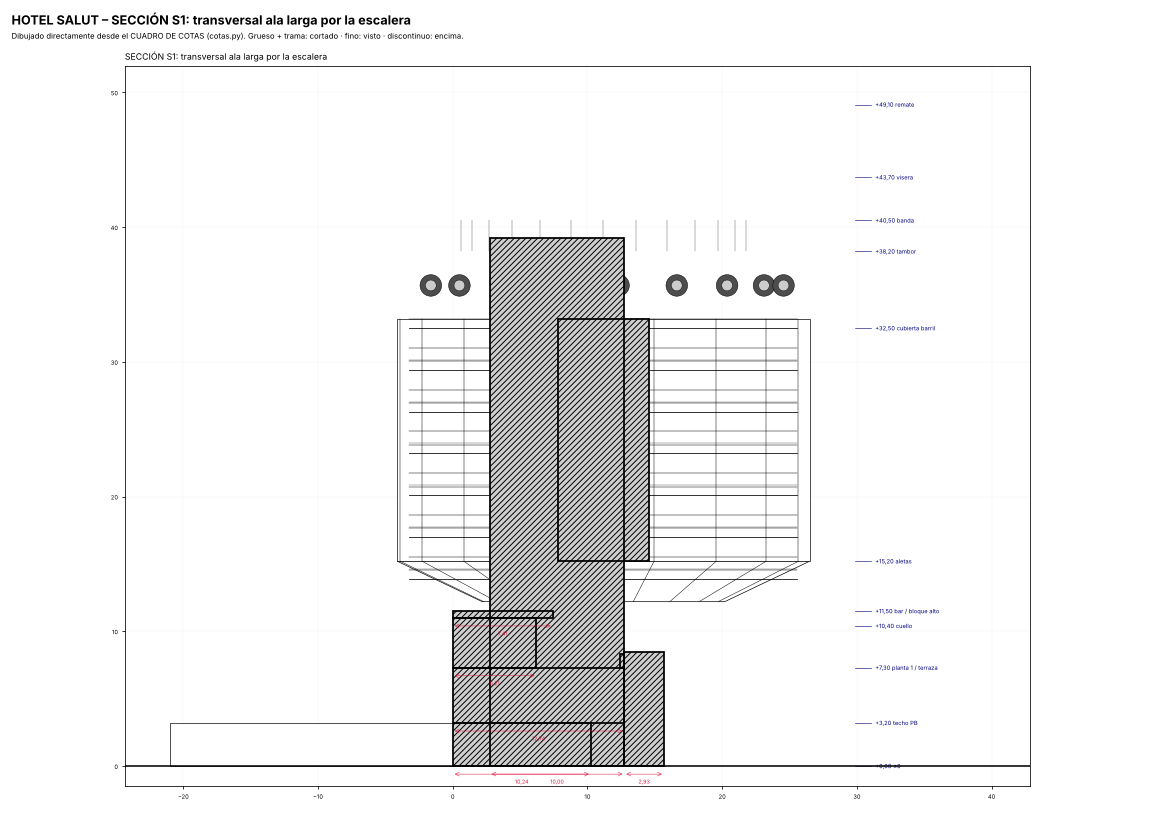 HOTEL SALUT – SECCIÓN S1: transversal ala larga por la escalera
Dibujado directamente desde el CUADRO DE COTAS (cotas.py). Grueso + trama: cortado · fino: visto · discontinuo: encima.
SECCIÓN S1: transversal ala larga por la escalera
50
+49,10 remate
+43,70 visera
+40,50 banda
40
+38,20 tambor
+32,50 cubierta barril
30
20
+15,20 aletas
+11,50 bar / bloque alto
+10,40 cuello
10
+7,30 planta 1 / terraza
+3,20 techo PB
0
10,24
10,00
2,93
−20
−10
0
10
20
30
40